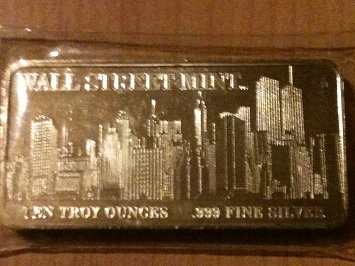 WALL STREET MINT
TEN TROY OUNCES .999 FINE SILVER